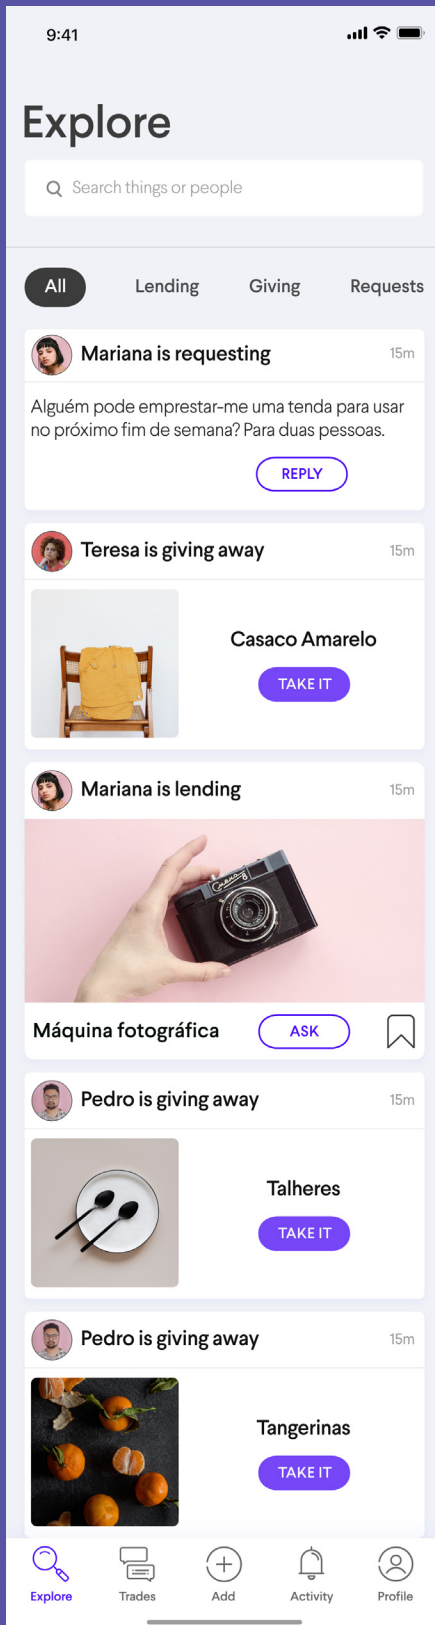 9:41
Explore
Search things or people
All Lending Giving Requests
Mariana is requesting 15m
Alguém pode emprestar-me uma tenda para usar
no próximo fim de semana? Para duas pessoas.
REPLY
Teresa is giving away 15m
Casaco Amarelo
TAKE IT
Mariana is lending 15m
Máquina fotográfica ASK
Pedro is giving away 15m
Talheres
TAKE IT
Pedro is giving away 15m
Tangerinas
TAKE IT
Explore Trades Add Activity Profile